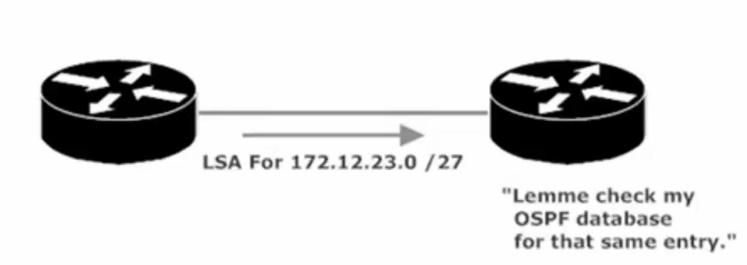 LSA For 172.12.23.0 /27
"Lemme check my
OSPF database
for that same entry."